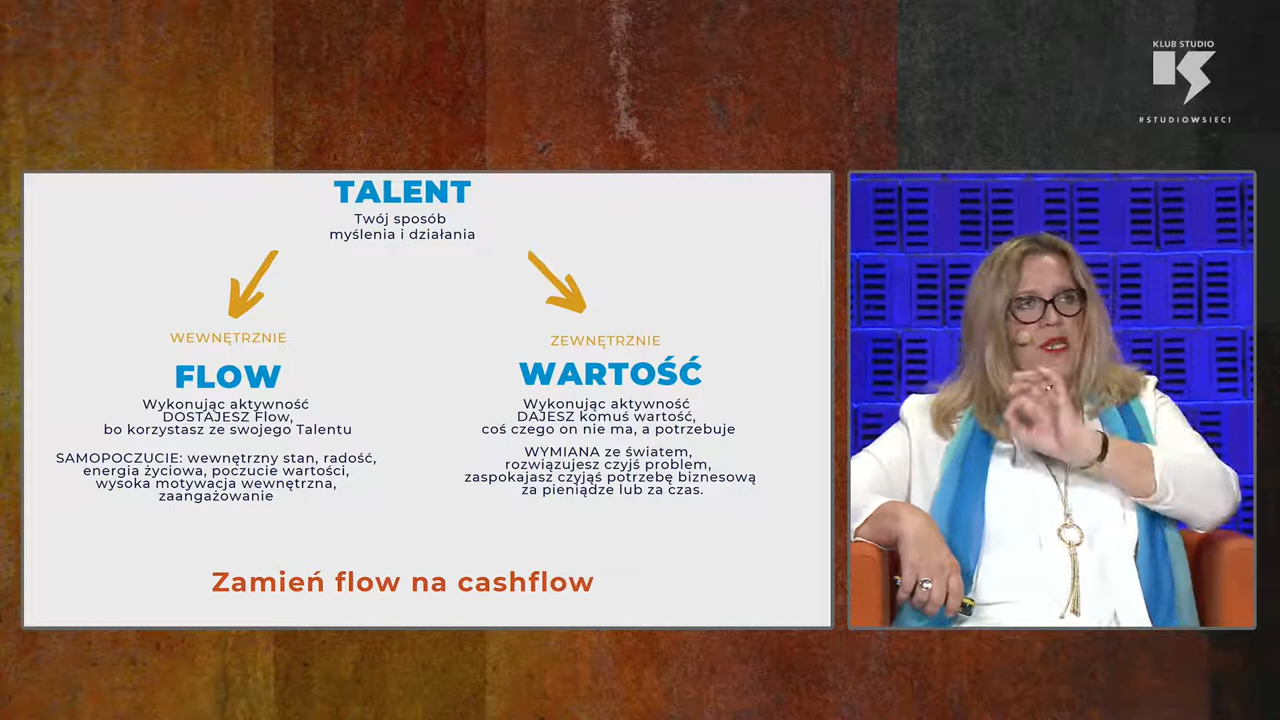 KLUB STUDIO
#STUDIOWSIECI
TALENT
Twój sposób
myślenia i działania
WEWNĘTRZNIE
FLOW
Wykonując aktywność
DOSTAJESZ Flow,
bo korzystasz ze swojego Talentu
SAMOPOCZUCIE: wewnętrzny stan, radość,
energia życiowa, poczucie wartości,
wysoka motywacja wewnętrzna,
zaangażowanie
ZEWNĘTRZNIE
WARTOŚĆ
Wykonując aktywność
DAJESZ komuś wartość,
coś czego on nie ma, a potrzebuje
WYMIANA ze światem,
rozwiązujesz czyjś problem,
zaspokajasz czyjąś potrzebę biznesową
za pieniądze lub za czas.
Zamień flow na cashflow